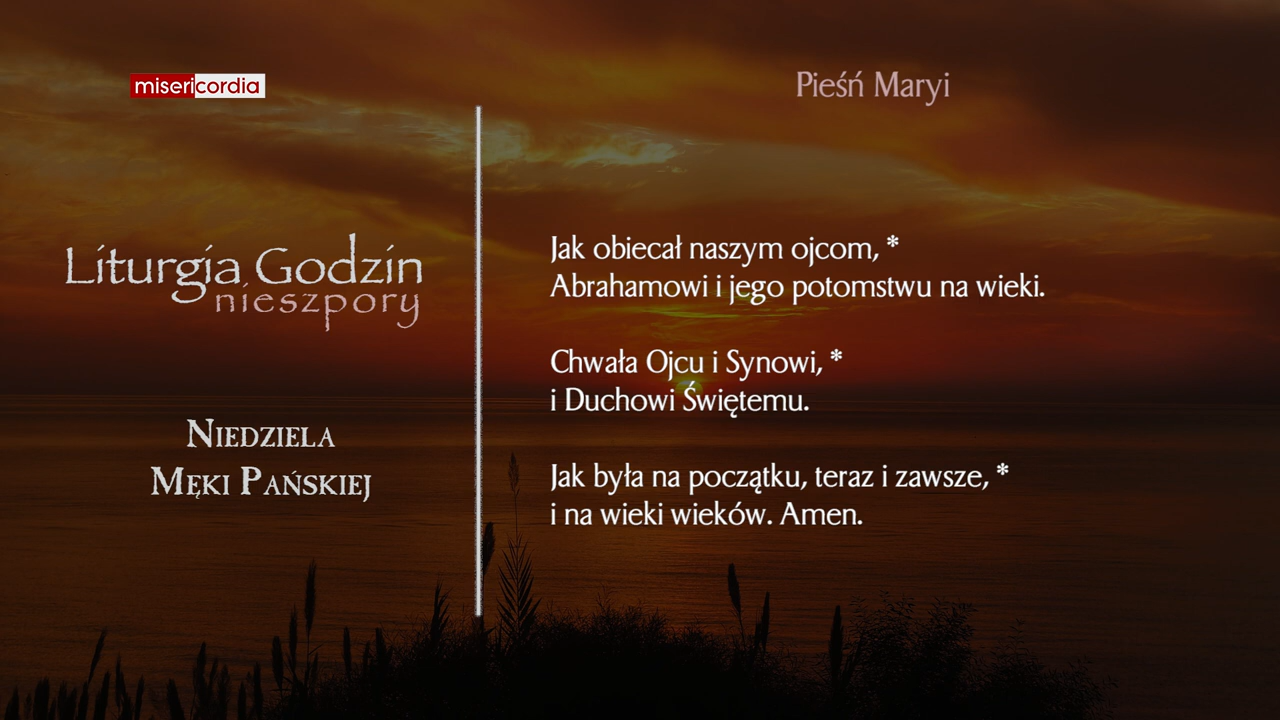 misericordia
Pieśń Maryi
Liturgia Godzin
nieszpory
Niedziela
Męki Pańskiej
Jak obiecał naszym ojcom, *
Abrahamowi i jego potomstwu na wieki.
Chwała Ojcu i Synowi, *
i Duchowi Świętemu.
Jak była na początku, teraz i zawsze, *
i na wieki wieków. Amen.